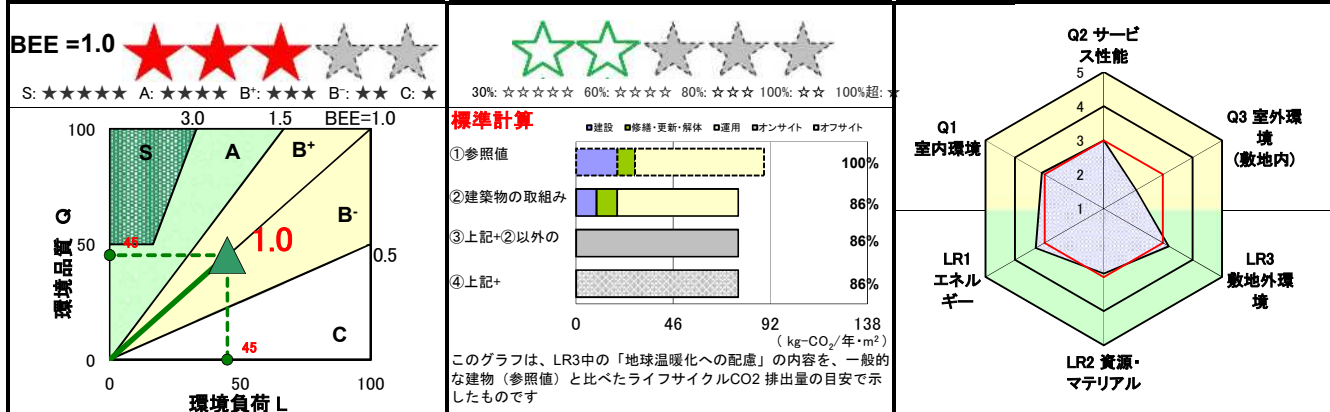 BEE =1.0
S: ★★★★★ A: ★★★★ B⁺: ★★★ B⁻: ★★ C: ★
3.0 1.5 BEE=1.0
100
S A B⁺
B⁻
環境品質 Q
50
45
1.0
0.5
C
45
0
0 50 100
環境負荷 L
30%: ☆☆☆☆☆ 60%: ☆☆☆☆ 80%: ☆☆☆ 100%: ☆☆ 100%超: ☆
標準計算
■建設 ■修繕・更新・解体 □運用 □オンサイト □オフサイト
①参照値 100%
②建築物の取組み 86%
③上記+②以外の 86%
④上記+ 86%
0 46 92 138
( kg-CO₂/年・m² )
このグラフは、LR3中の「地球温暖化への配慮」の内容を、一般的
な建物（参照値）と比べたライフサイクルCO2 排出量の目安で示
したものです
Q2 サービ
ス性能
Q1
室内環境
Q3 室外環
境
(敷地内)
5
4
3
2
1
LR1
エネル
ギー
LR3
敷地外環
境
LR2 資源・
マテリアル